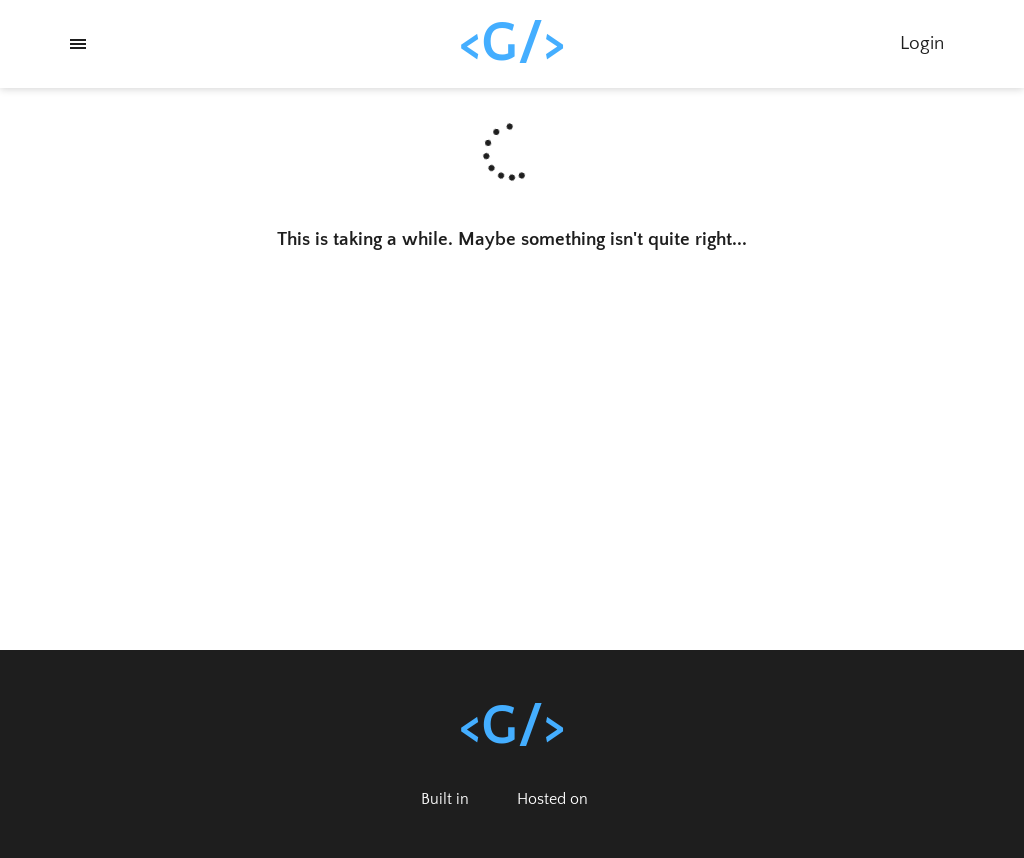 <G/>
Login
This is taking a while. Maybe something isn't quite right...
<G/>
Built in
Hosted on